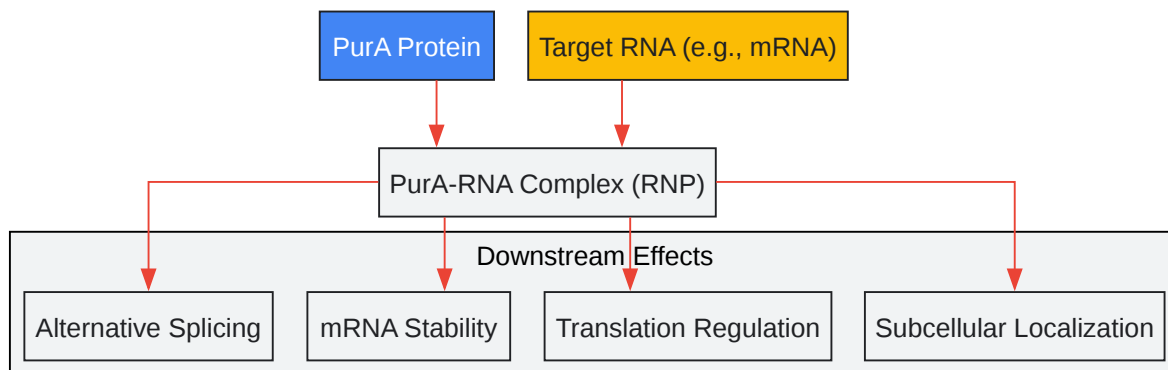 PurA Protein
Target RNA (e.g., mRNA)
PurA-RNA Complex (RNP)
Downstream Effects
Alternative Splicing
mRNA Stability
Translation Regulation
Subcellular Localization